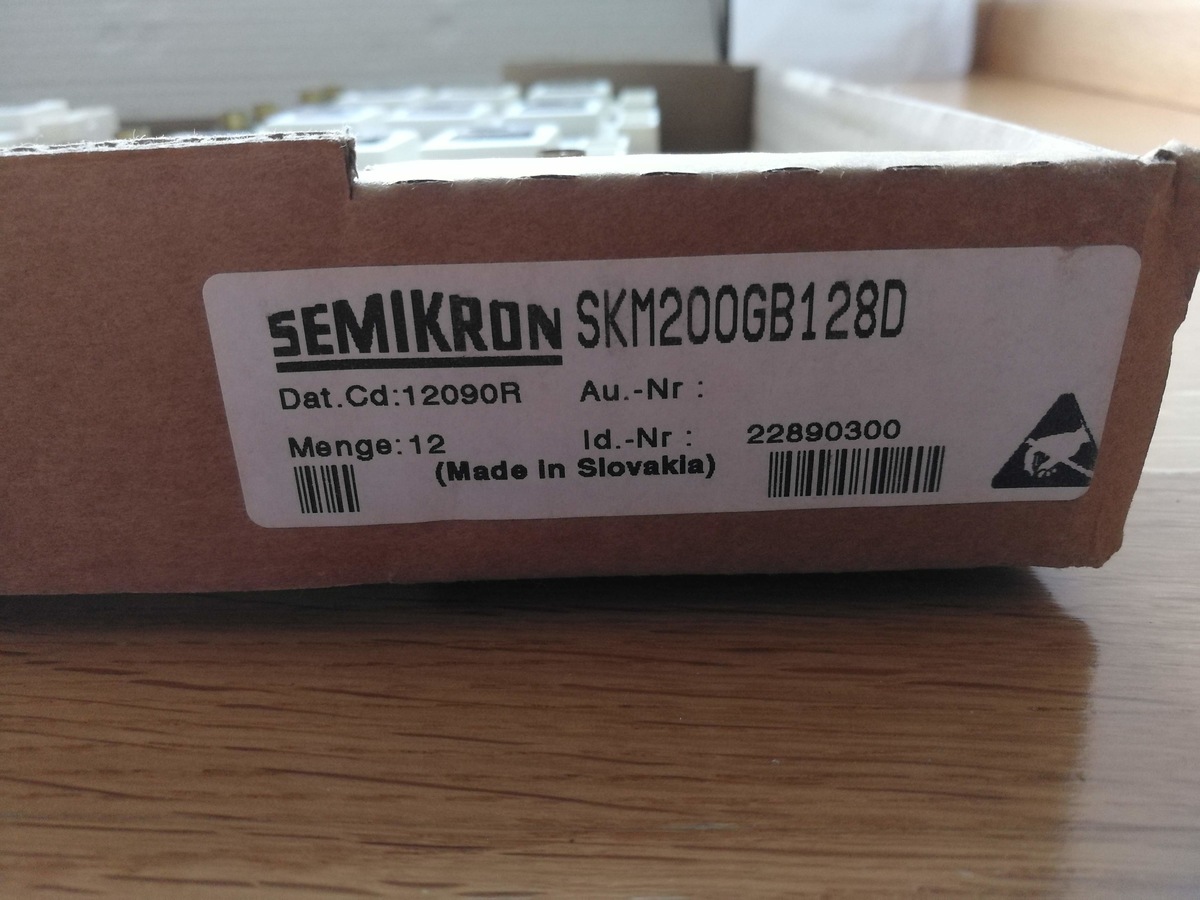 SEMIKRON SKM200GB128D
Dat.Cd:12090R Au.-Nr :
Menge:12 Id.-Nr : 22890300
(Made in Slovakia)